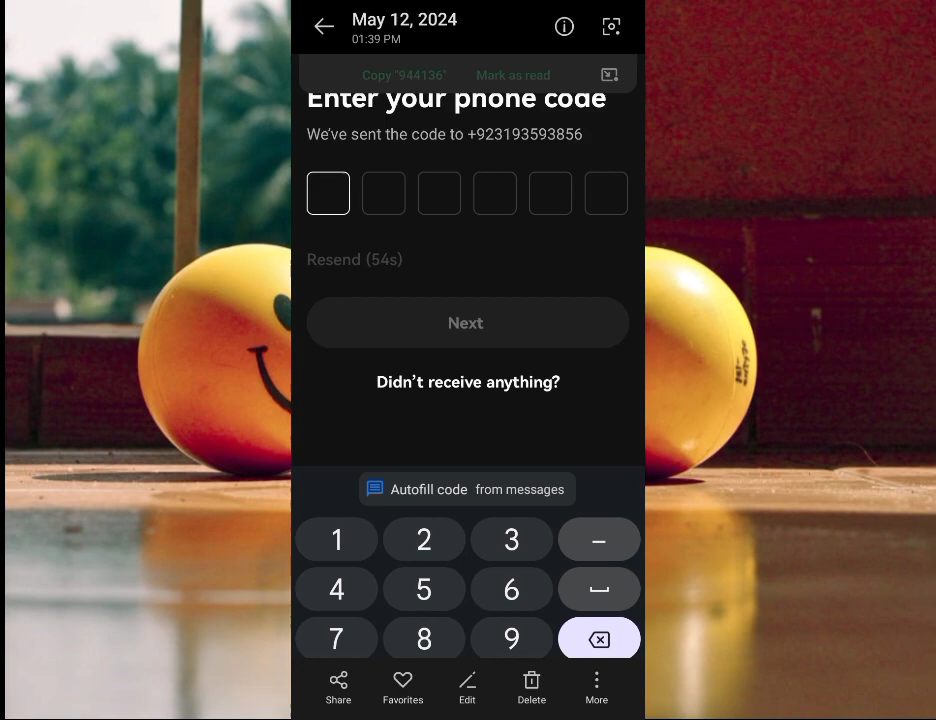 May 12, 2024
01:39 PM
Copy "944136" Mark as read
Enter your phone code
We've sent the code to +923193593856
Resend (54s)
Next
Didn't receive anything?
Autofill code from messages
1 2 3 –
4 5 6
7 8 9
Share Favorites Edit Delete More